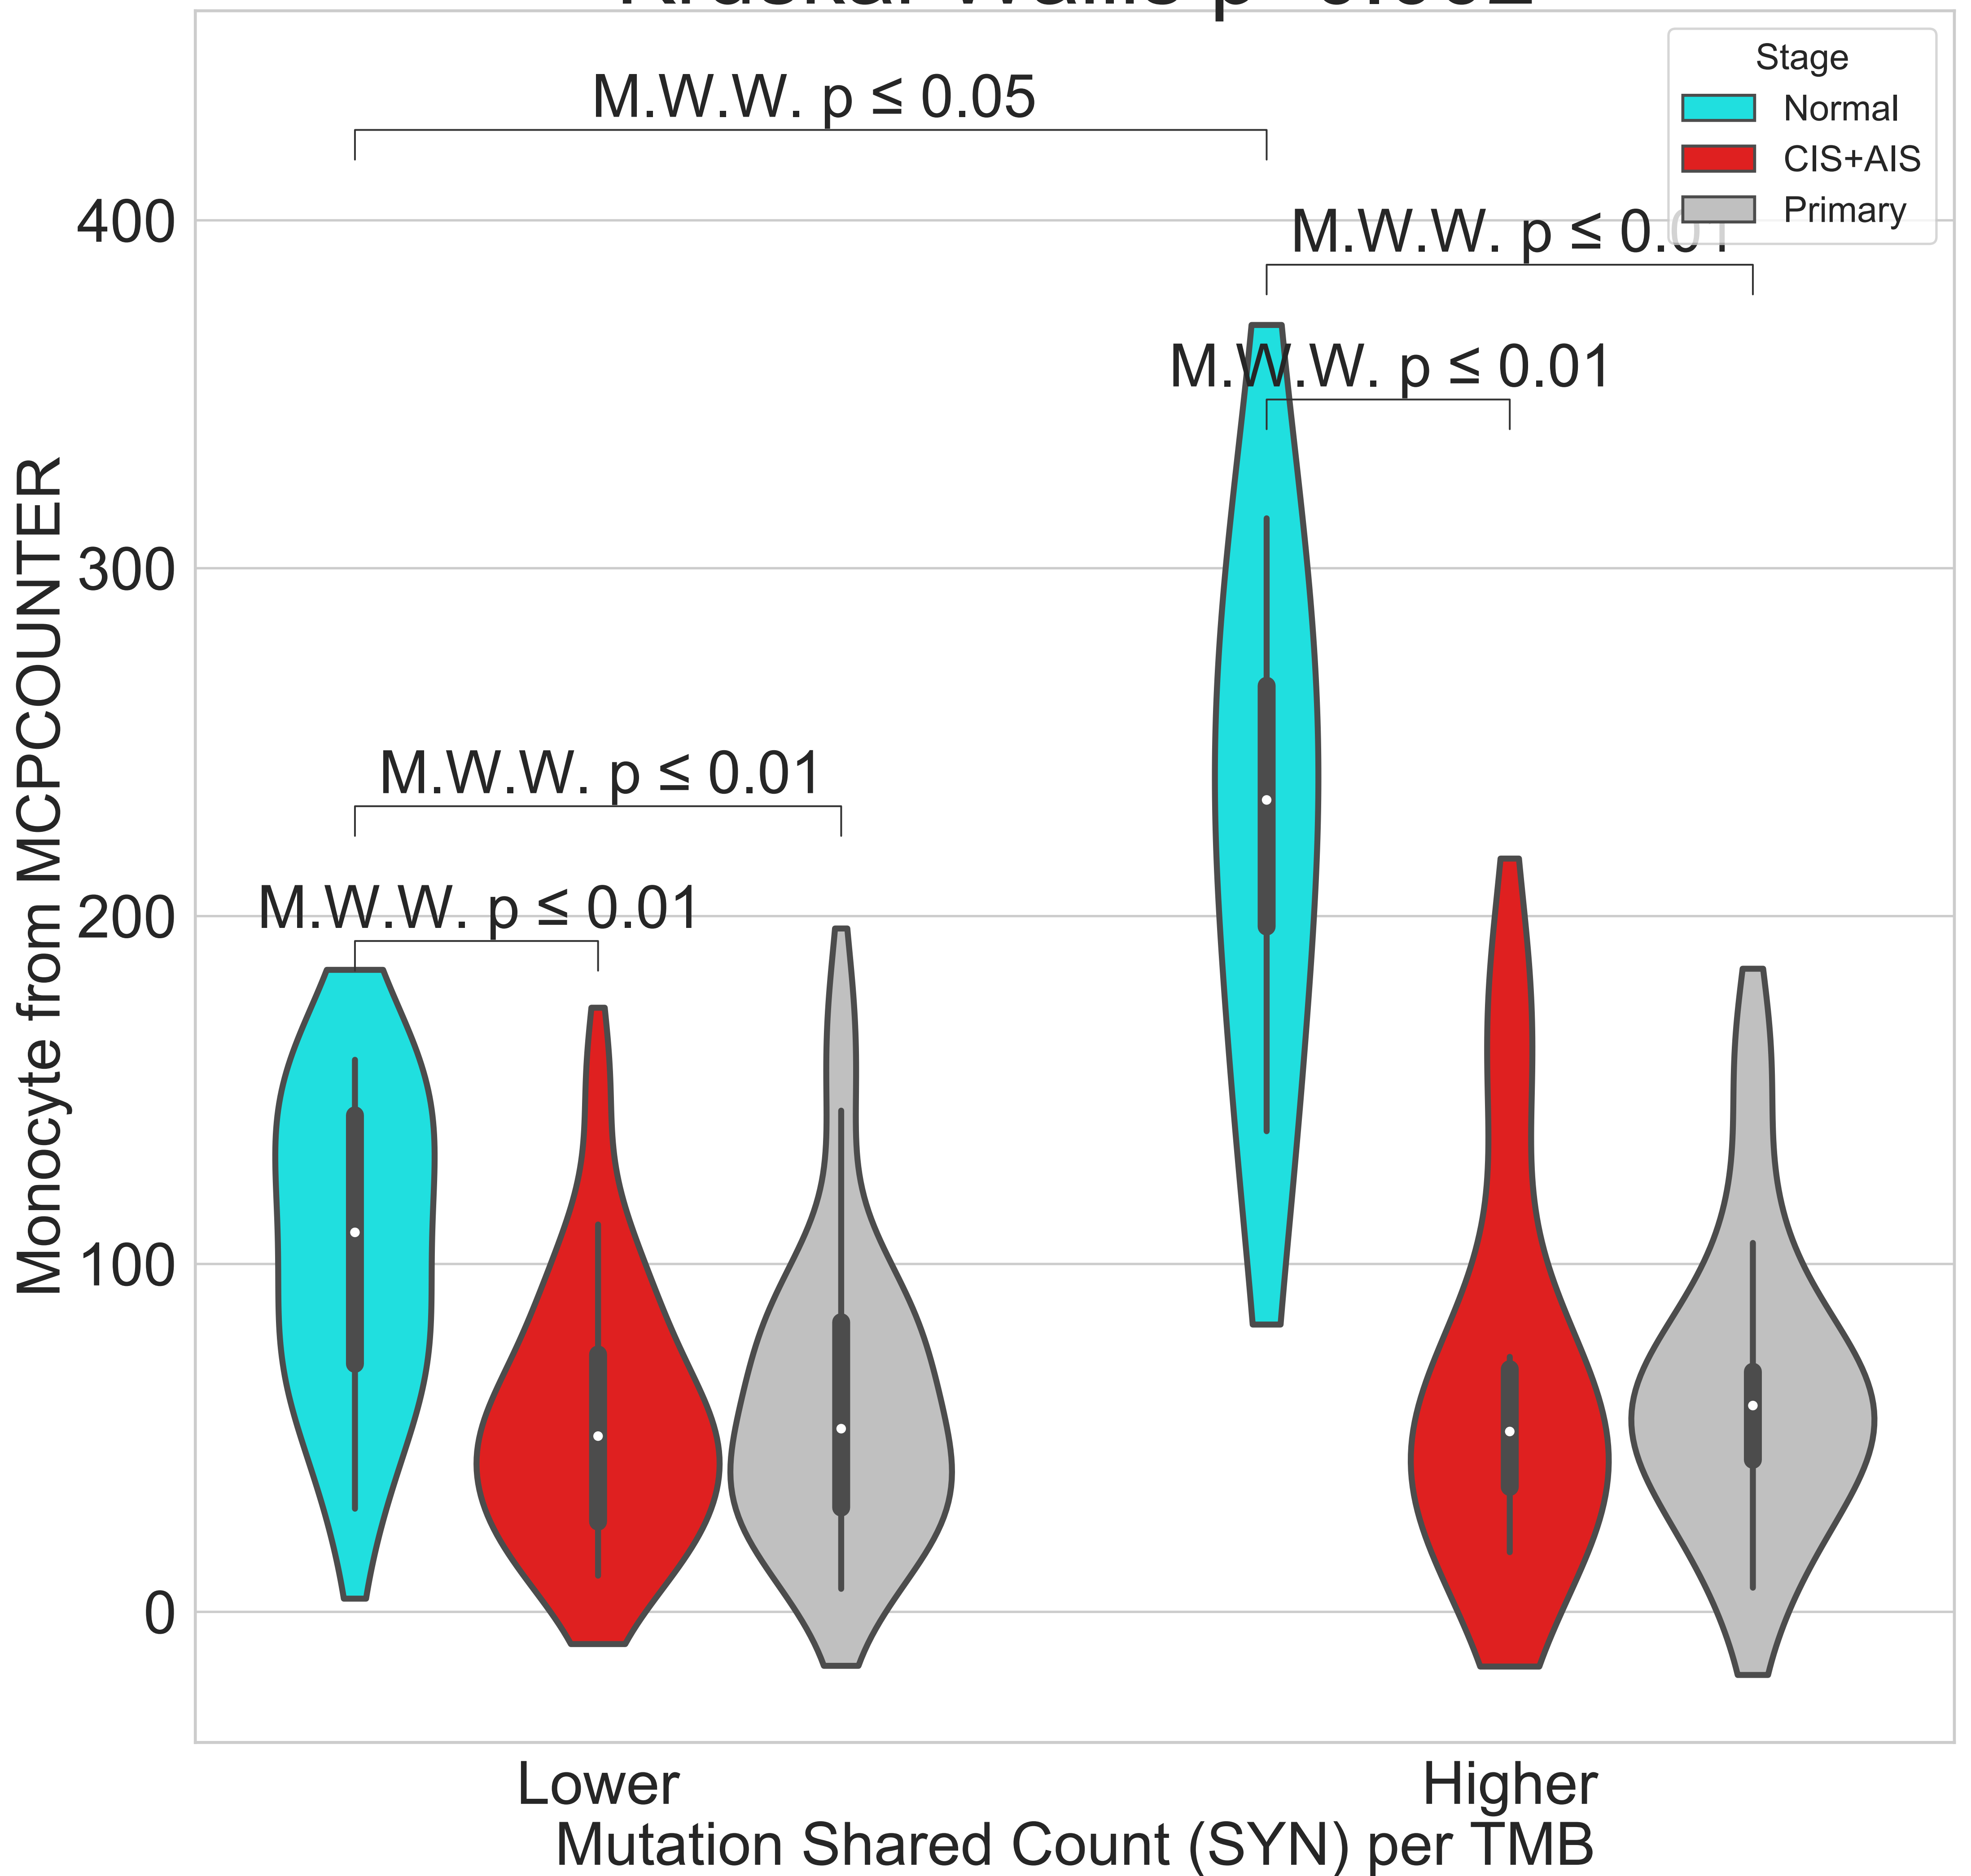 M.W.W. p ≤ 0.05
Stage
Normal
CIS+AIS
Primary
M.W.W. p ≤ 0.01
M.W.W. p ≤ 0.01
M.W.W. p ≤ 0.01
M.W.W. p ≤ 0.01
400
300
200
100
0
Monocyte from MCPCOUNTER
Lower
Higher
Mutation Shared Count (SYN) per TMB